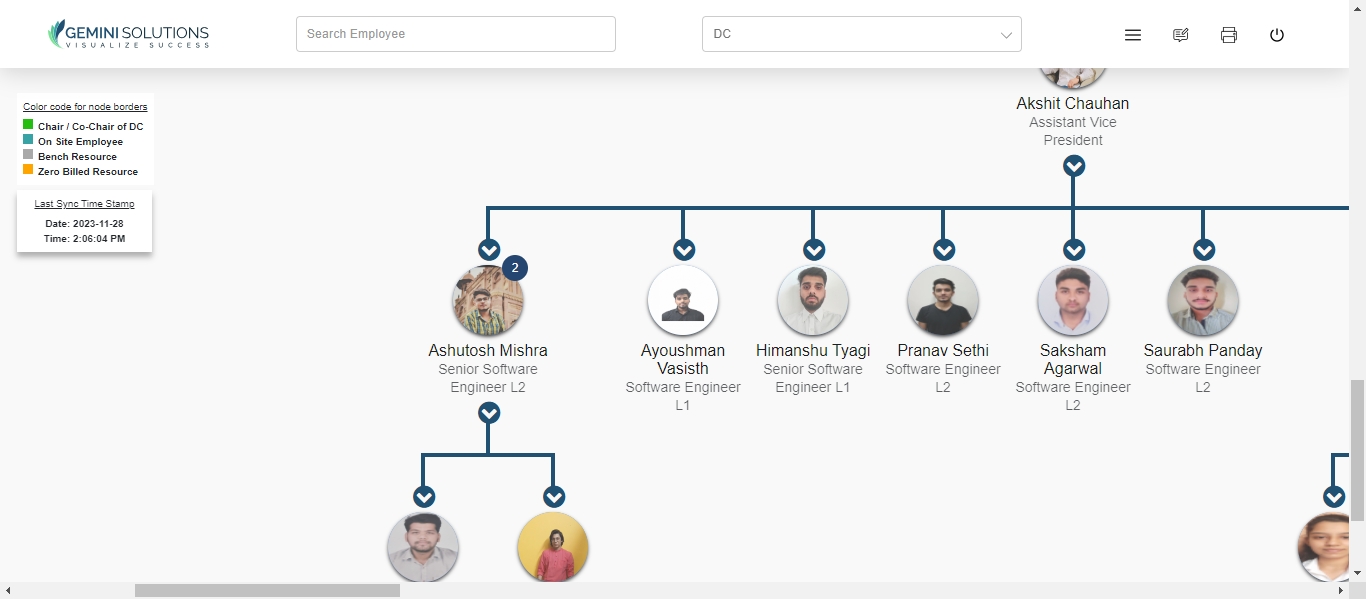 GEMINI SOLUTIONS
VISUALIZE SUCCESS
Search Employee
DC
Color code for node borders
Chair / Co-Chair of DC
On Site Employee
Bench Resource
Zero Billed Resource
Last Sync Time Stamp
Date: 2023-11-28
Time: 2:06:04 PM
Akshit Chauhan
Assistant Vice
President
2
Ashutosh Mishra
Senior Software
Engineer L2
Ayoushman
Vasisth
Software Engineer
L1
Himanshu Tyagi
Senior Software
Engineer L1
Pranav Sethi
Software Engineer
L2
Saksham
Agarwal
Software Engineer
L2
Saurabh Panday
Software Engineer
L2